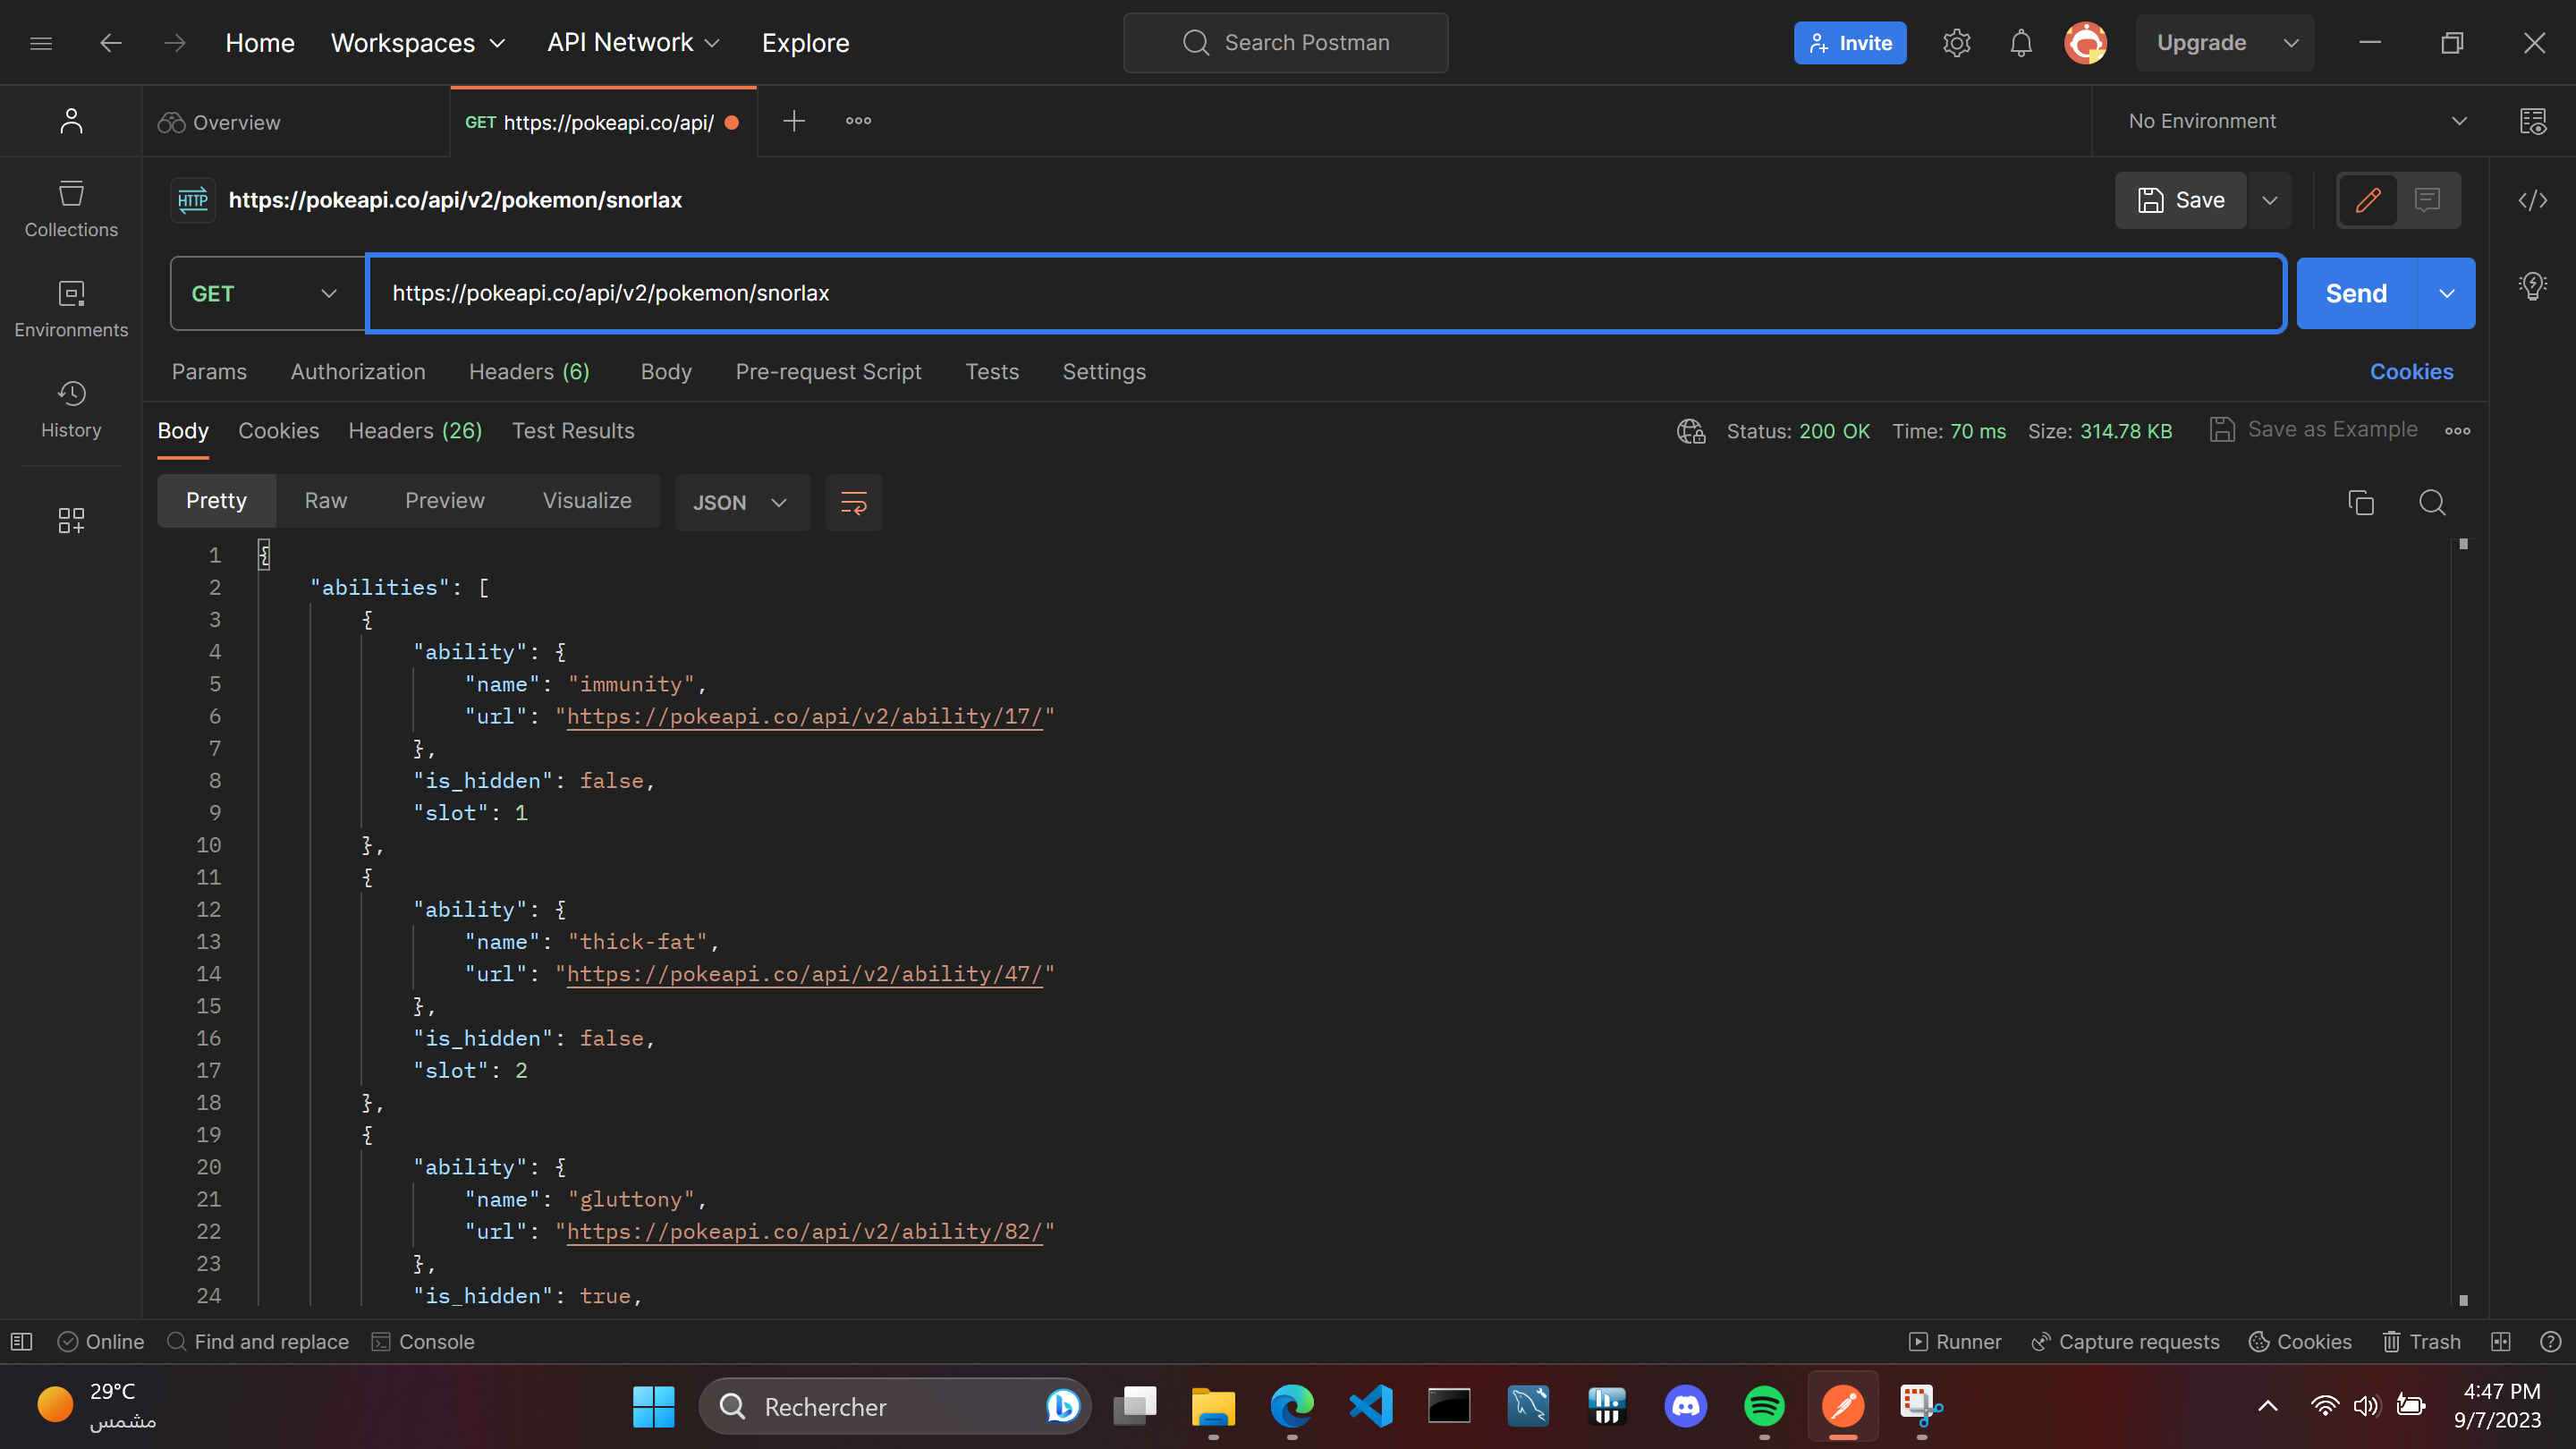 Home Workspaces API Network Explore Search Postman Invite Upgrade
Overview GET https://pokeapi.co/api/ No Environment
HTTP https://pokeapi.co/api/v2/pokemon/snorlax Save
Collections
GET https://pokeapi.co/api/v2/pokemon/snorlax Send
Environments
Params Authorization Headers (6) Body Pre-request Script Tests Settings Cookies
History
Body Cookies Headers (26) Test Results Status: 200 OK Time: 70 ms Size: 314.78 KB Save as Example
Pretty Raw Preview Visualize JSON
1 {
2 "abilities": [
3 {
4 "ability": {
5 "name": "immunity",
6 "url": "https://pokeapi.co/api/v2/ability/17/"
7 },
8 "is_hidden": false,
9 "slot": 1
10 },
11 {
12 "ability": {
13 "name": "thick-fat",
14 "url": "https://pokeapi.co/api/v2/ability/47/"
15 },
16 "is_hidden": false,
17 "slot": 2
18 },
19 {
20 "ability": {
21 "name": "gluttony",
22 "url": "https://pokeapi.co/api/v2/ability/82/"
23 },
24 "is_hidden": true,
Online Find and replace Console Runner Capture requests Cookies Trash
29°C
مشمس
Rechercher
4:47 PM
9/7/2023